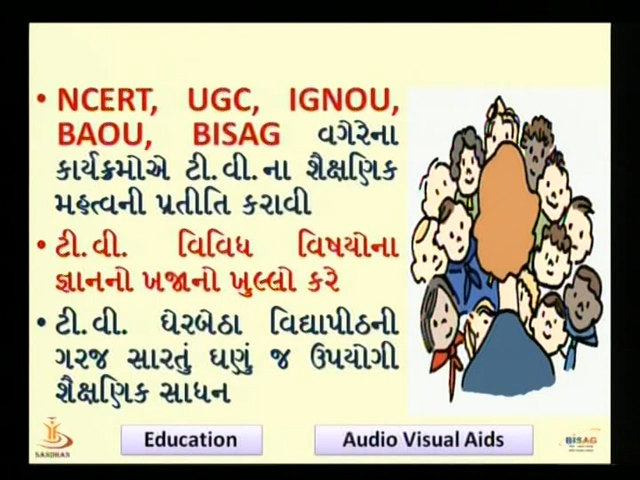 • NCERT, UGC, IGNOU,
BAOU, BISAG વગેરેના
કાર્યક્રમોએ ટી.વી.ના શૈક્ષણિક
મહત્વની પ્રતીતિ કરાવી
• ટી.વી. વિવિધ વિષયોના
જ્ઞાનનો ખજાનો ખુલ્લો કરે
• ટી.વી. ઘેરબેઠા વિદ્યાપીઠની
ગરજ સારતું ઘણું જ ઉપયોગી
શૈક્ષણિક સાધન
SANDHAN
Education
Audio Visual Aids
BISAG